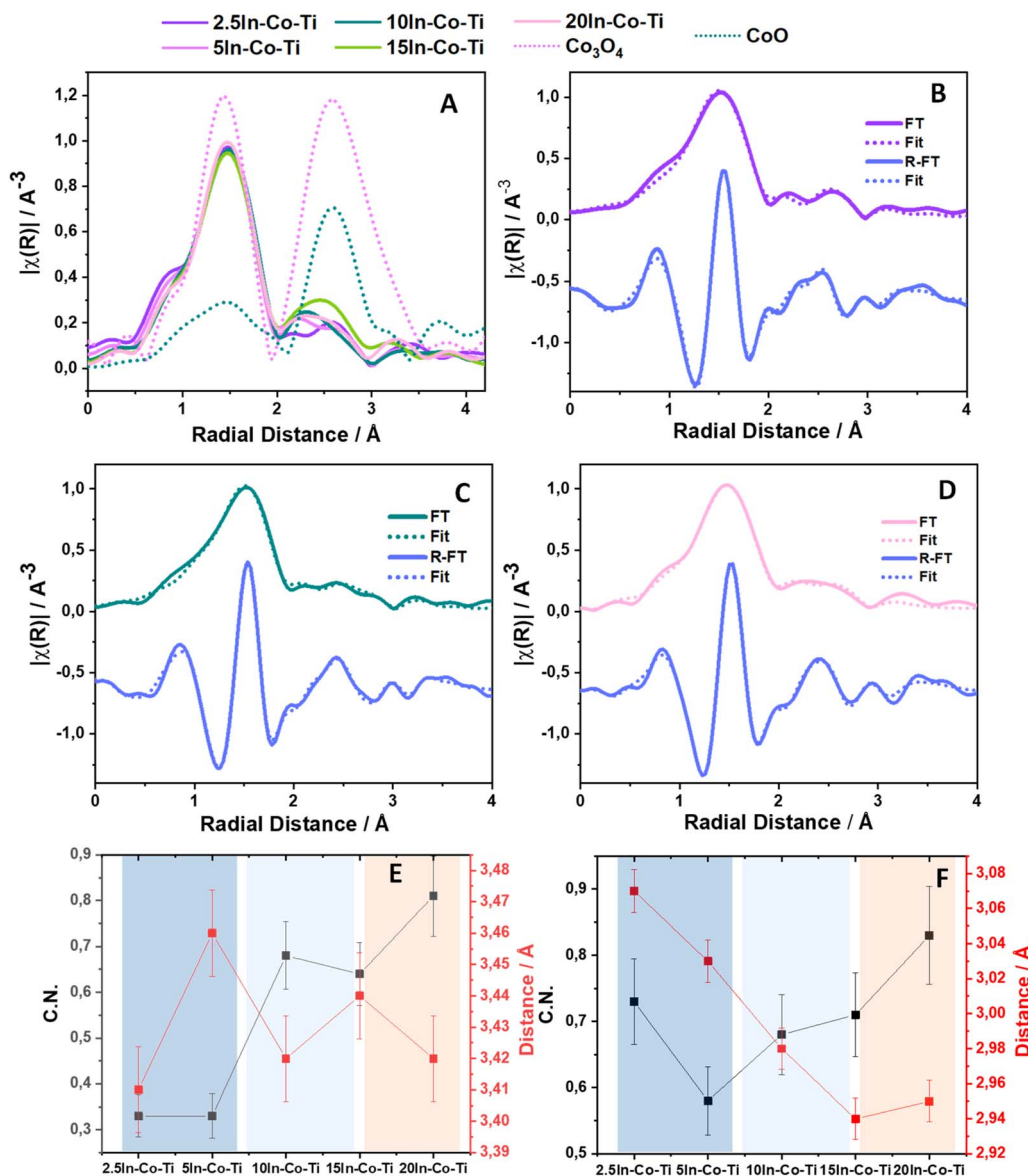 2.5In-Co-Ti 10In-Co-Ti 20In-Co-Ti CoO
5In-Co-Ti 15In-Co-Ti Co₃O₄
A
1,2
1,0
0,8
0,6
0,4
0,2
0,0
|χ(R)| / A⁻³
0 1 2 3 4
Radial Distance / Å
B
FT
Fit
R-FT
Fit
1,0
0,5
0,0
-0,5
-1,0
|χ(R)| / A⁻³
0 1 2 3 4
Radial Distance / Å
C
FT
Fit
R-FT
Fit
1,0
0,5
0,0
-0,5
-1,0
|χ(R)| / A⁻³
0 1 2 3 4
Radial Distance / Å
D
FT
Fit
R-FT
Fit
1,0
0,5
0,0
-0,5
-1,0
|χ(R)| / A⁻³
0 1 2 3 4
Radial Distance / Å
E
0,9
0,8
0,7
0,6
0,5
0,4
0,3
C.N.
3,48
3,47
3,46
3,45
3,44
3,43
3,42
3,41
3,40
3,39
Distance / Å
2.5In-Co-Ti 5In-Co-Ti 10In-Co-Ti 15In-Co-Ti 20In-Co-Ti
F
0,9
0,8
0,7
0,6
0,5
C.N.
3,08
3,06
3,04
3,02
3,00
2,98
2,96
2,94
2,92
Distance / Å
2.5In-Co-Ti 5In-Co-Ti 10In-Co-Ti 15In-Co-Ti 20In-Co-Ti